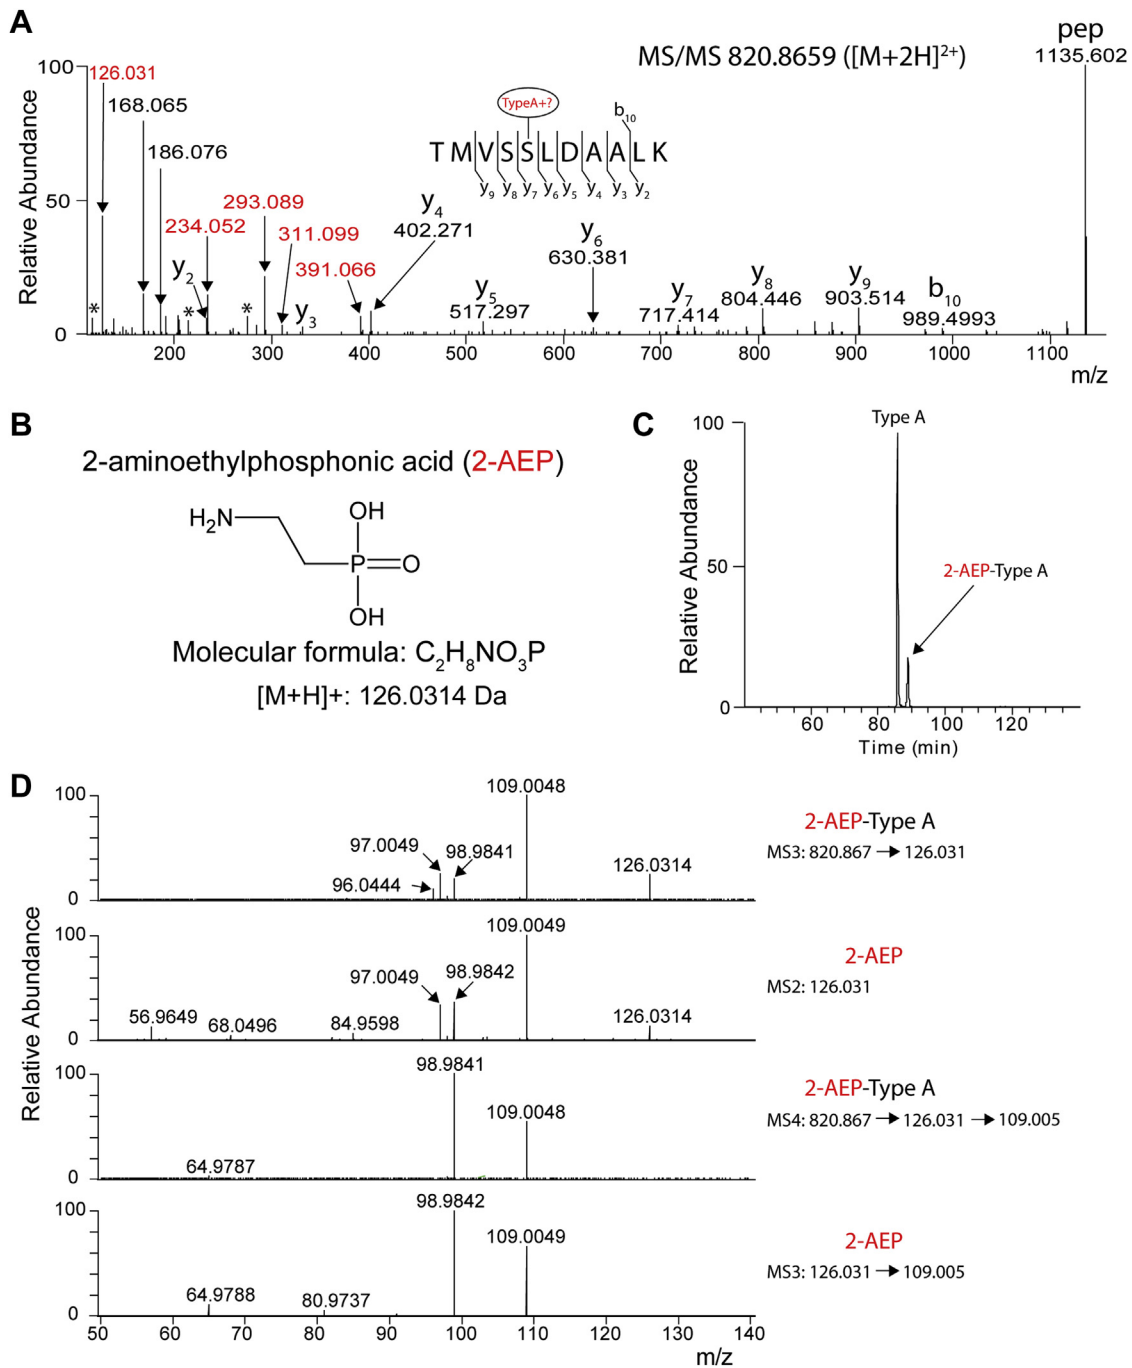 A
MS/MS 820.8659 ([M+2H]2+)
pep
1135.602
100
50
0
Relative Abundance
126.031
168.065
186.076
234.052
293.089
311.099
391.066
y4
402.271
y2
y3
*
*
*
TypeA+?
b10
T M V S S L D A A L K
y9 y8 y7 y6 y5 y4 y3 y2
y5
517.297
y6
630.381
y7
717.414
y8
804.446
y9
903.514
b10
989.4993
200 300 400 500 600 700 800 900 1000 1100
m/z
B
2-aminoethylphosphonic acid (2-AEP)
H2N
OH
P
O
OH
Molecular formula: C2H8NO3P
[M+H]+: 126.0314 Da
C
100
50
0
Relative Abundance
Type A
2-AEP-Type A
60 80 100 120
Time (min)
D
Relative Abundance
Relative Abundance
100
0
96.0444
97.0049
98.9841
109.0048
126.0314
2-AEP-Type A
MS3: 820.867 → 126.031
100
0
56.9649
68.0496
84.9598
97.0049
98.9842
109.0049
126.0314
2-AEP
MS2: 126.031
100
0
64.9787
98.9841
109.0048
2-AEP-Type A
MS4: 820.867 → 126.031 → 109.005
100
0
64.9788
80.9737
98.9842
109.0049
2-AEP
MS3: 126.031 → 109.005
50 60 70 80 90 100 110 120 130 140
m/z